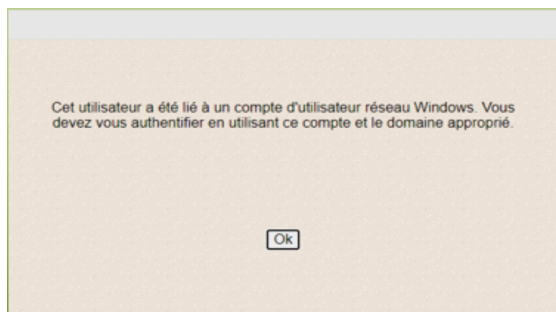 Cet utilisateur a été lié à un compte d'utilisateur réseau Windows. Vous
devez vous authentifier en utilisant ce compte et le domaine approprié.
Ok